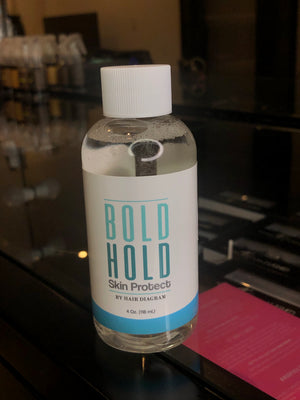 BOLD
HOLD
Skin Protect
BY HAIR DIAGRAM
4 Oz. (118 mL)